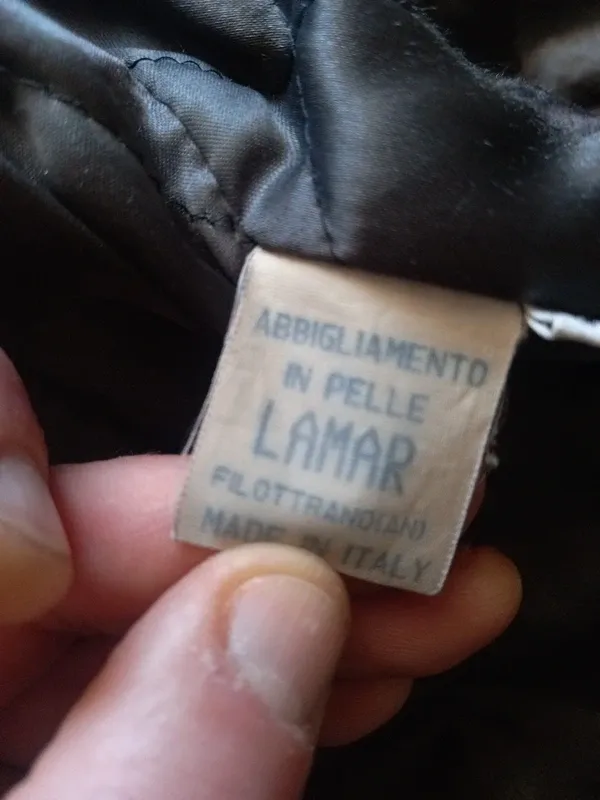 ABBIGLIAMENTO
IN PELLE
LAMAR
FILOTTRANO(AN)
MADE IN ITALY